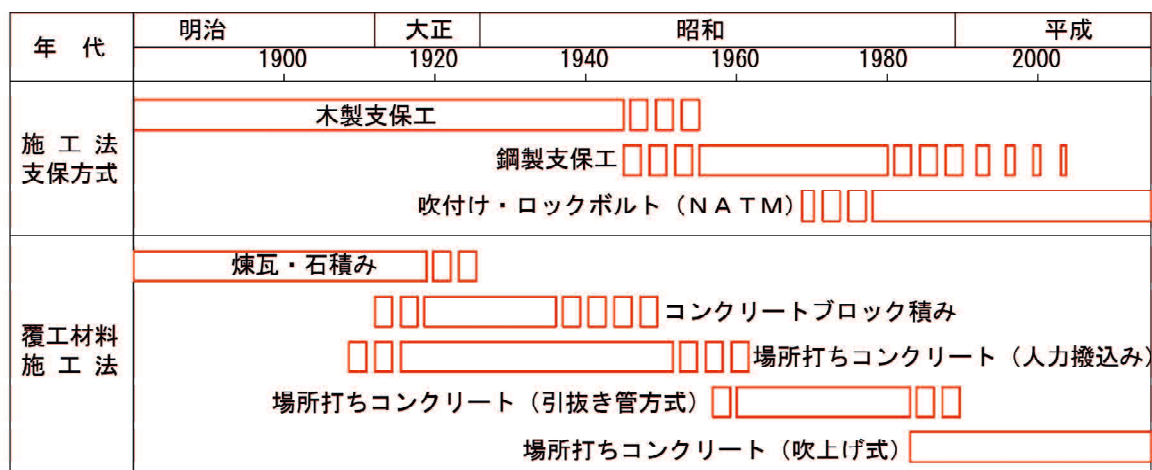 年 代
明治 大正 昭和 平成
1900 1920 1940 1960 1980 2000
施 工 法
支保方式
木製支保工
鋼製支保工
吹付け・ロックボルト（ＮＡＴＭ）
覆工材料
施 工 法
煉瓦・石積み
コンクリートブロック積み
場所打ちコンクリート（人力撥込み）
場所打ちコンクリート（引抜き管方式）
場所打ちコンクリート（吹上げ式）